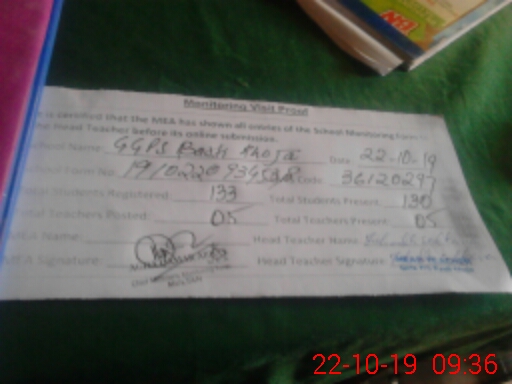 Monitoring Visit Proof
is certified that the MEA has shown all entries of the School Monitoring Form
Head Teacher before its online submission.
School Name: GGPS Basti Khoja Date 22-10-19
Form No. Code: 36120297
Total Students Registered: 133 Total Students Present: 130
Total Teachers Posted: 05 Total Teachers Present: 05
MEA Name: Head Teacher Name:
MEA Signature: Head Teacher Signature
22-10-19 09:36